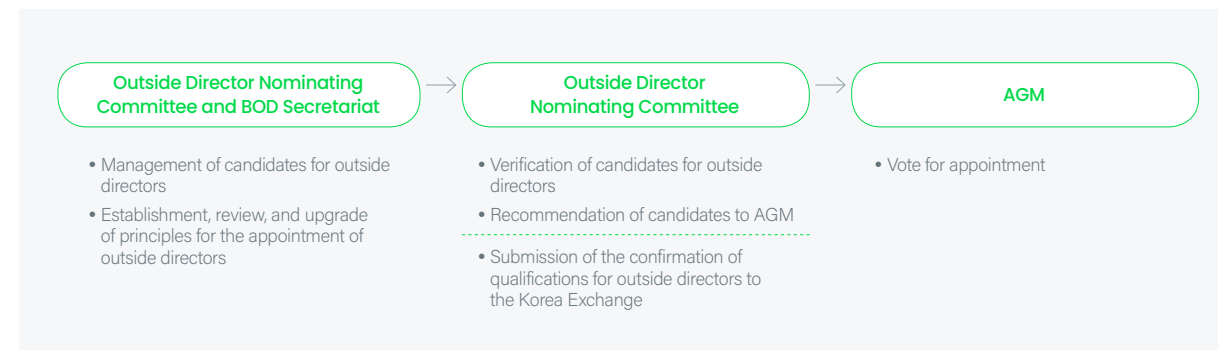 Outside Director Nominating
Committee and BOD Secretariat
• Management of candidates for outside
directors
• Establishment, review, and upgrade
of principles for the appointment of
outside directors
Outside Director
Nominating Committee
• Verification of candidates for outside
directors
• Recommendation of candidates to AGM
• Submission of the confirmation of
qualifications for outside directors to
the Korea Exchange
AGM
• Vote for appointment